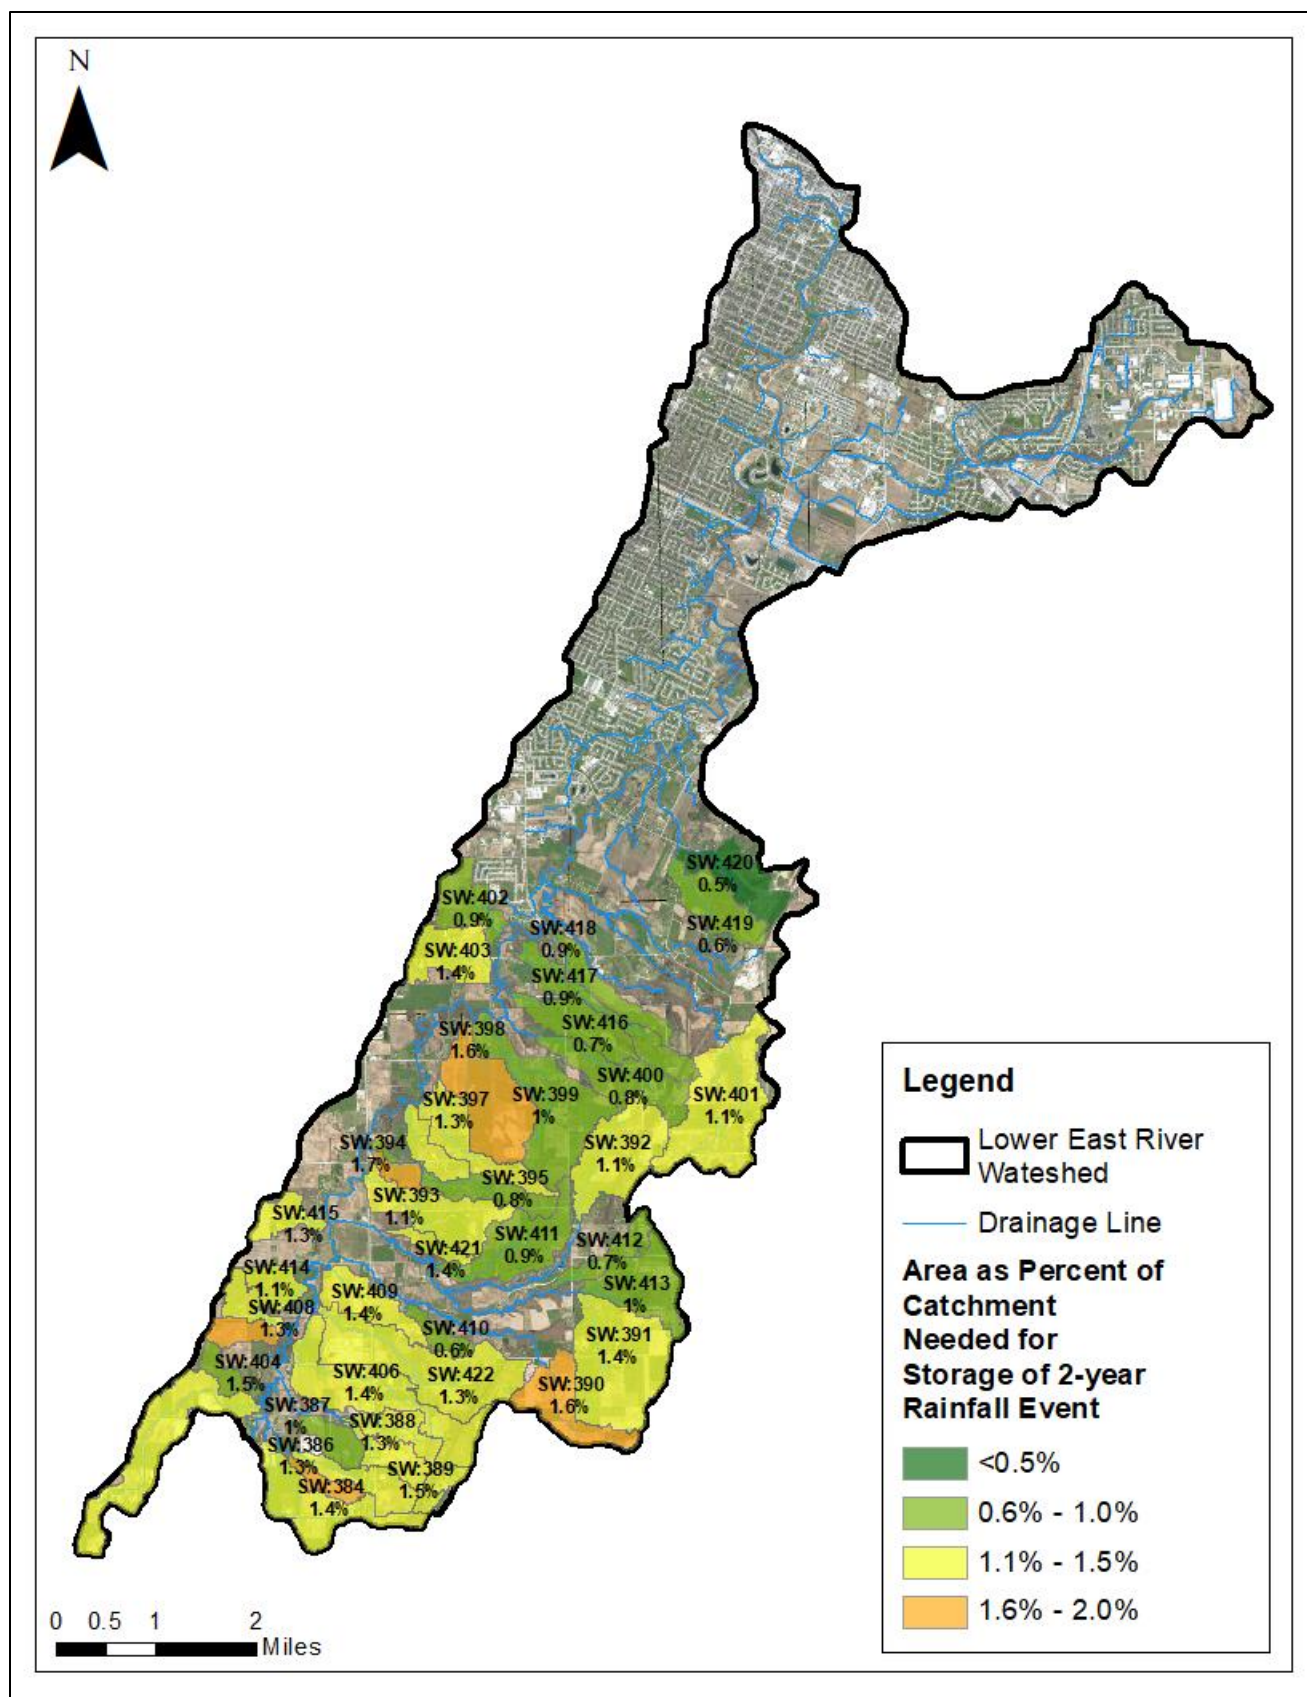 N
SW:420
0.5%
SW:402
0.9%
SW:419
0.6%
SW:418
0.9%
SW:403
1.4%
SW:417
0.9%
SW:416
0.7%
SW:398
1.6%
SW:400
0.8%
SW:399
1%
SW:401
1.1%
SW:397
1.3%
SW:392
1.1%
SW:394
1.7%
SW:395
0.8%
SW:393
1.1%
SW:415
1.3%
SW:411
0.9%
SW:412
0.7%
SW:421
1.4%
SW:414
1.1%
SW:413
1%
SW:409
1.4%
SW:408
1.3%
SW:410
0.6%
SW:391
1.4%
SW:404
1.5%
SW:406
1.4%
SW:422
1.3%
SW:390
1.6%
SW:387
1%
SW:388
1.3%
SW:386
1.3%
SW:389
1.5%
SW:384
1.4%
Legend
Lower East River
Wateshed
Drainage Line
Area as Percent of
Catchment
Needed for
Storage of 2-year
Rainfall Event
<0.5%
0.6% - 1.0%
1.1% - 1.5%
1.6% - 2.0%
0 0.5 1 2
Miles